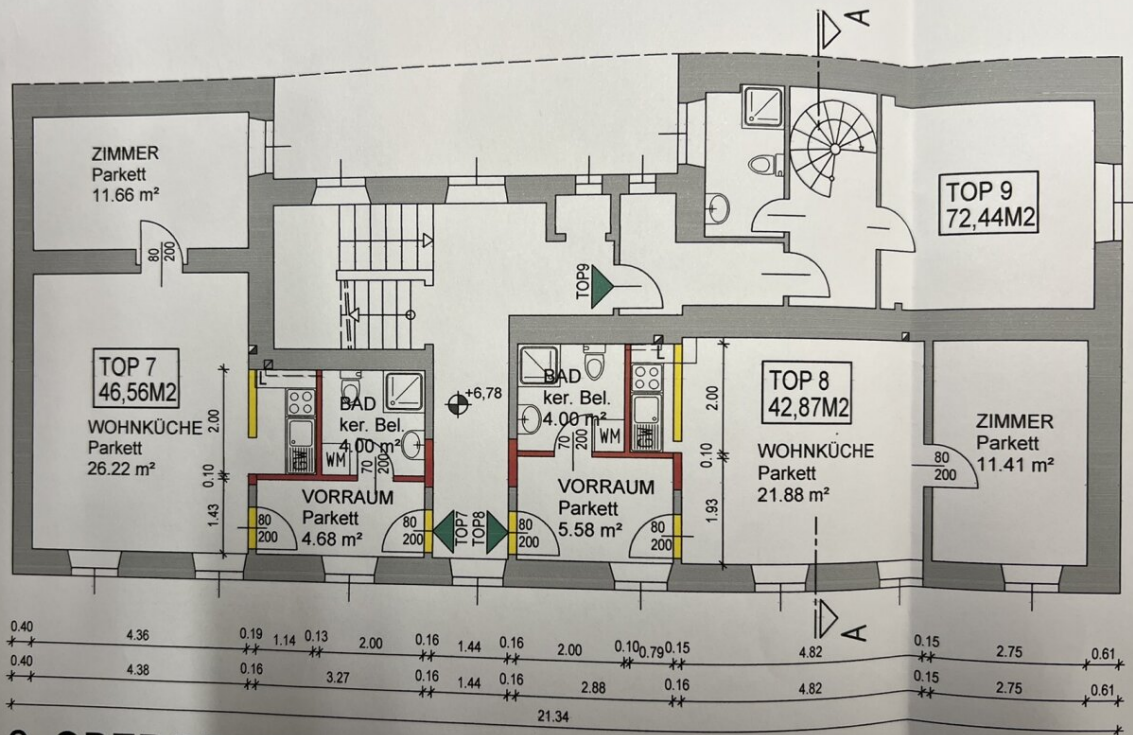 A
ZIMMER
Parkett
11.66 m²
80
200
TOP 9
72,44M2
TOP9
TOP 7
46,56M2
WOHNKÜCHE
Parkett
26.22 m²
2.00
0.10
1.43
L
BAD
ker. Bel.
4.00 m²
GW
WM
70
200
VORRAUM
Parkett
4.68 m²
80
200
80
200
TOP7
TOP8
+6,78
BAD
ker. Bel.
4.00 m²
70
200
WM
GW
L
VORRAUM
Parkett
5.58 m²
80
200
80
200
2.00
0.10
1.93
TOP 8
42,87M2
WOHNKÜCHE
Parkett
21.88 m²
80
200
ZIMMER
Parkett
11.41 m²
A
0.40 4.36 0.19 1.14 0.13 2.00 0.16 1.44 0.16 2.00 0.10 0.79 0.15 4.82 0.15 2.75 0.61
0.40 4.38 0.16 3.27 0.16 1.44 0.16 2.88 0.16 4.82 0.15 2.75 0.61
21.34